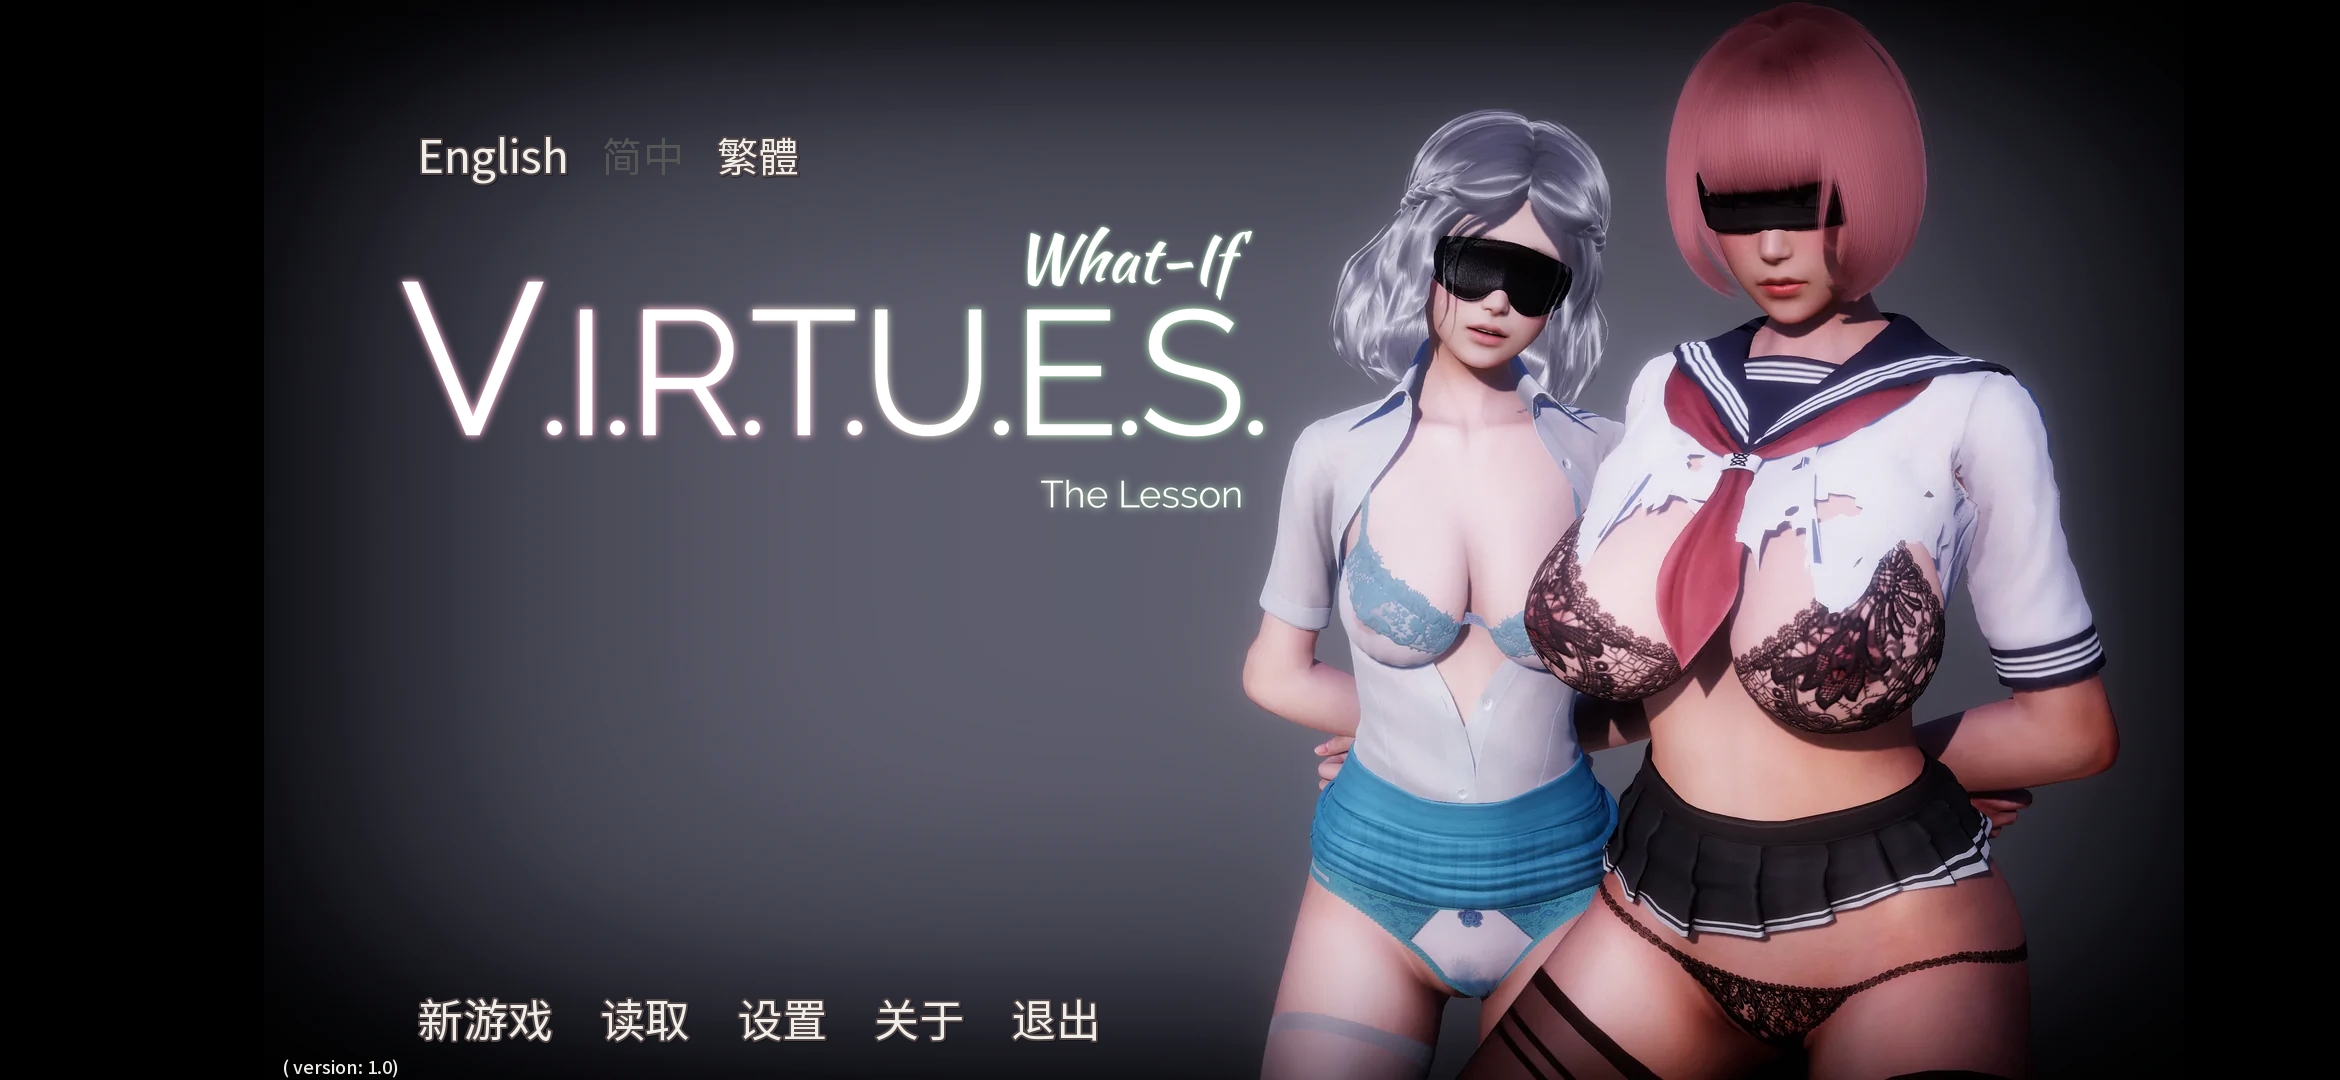 English 简中 繁體
What-If
V.I.R.T.U.E.S.
The Lesson
新游戏 读取 设置 关于 退出
( version: 1.0)